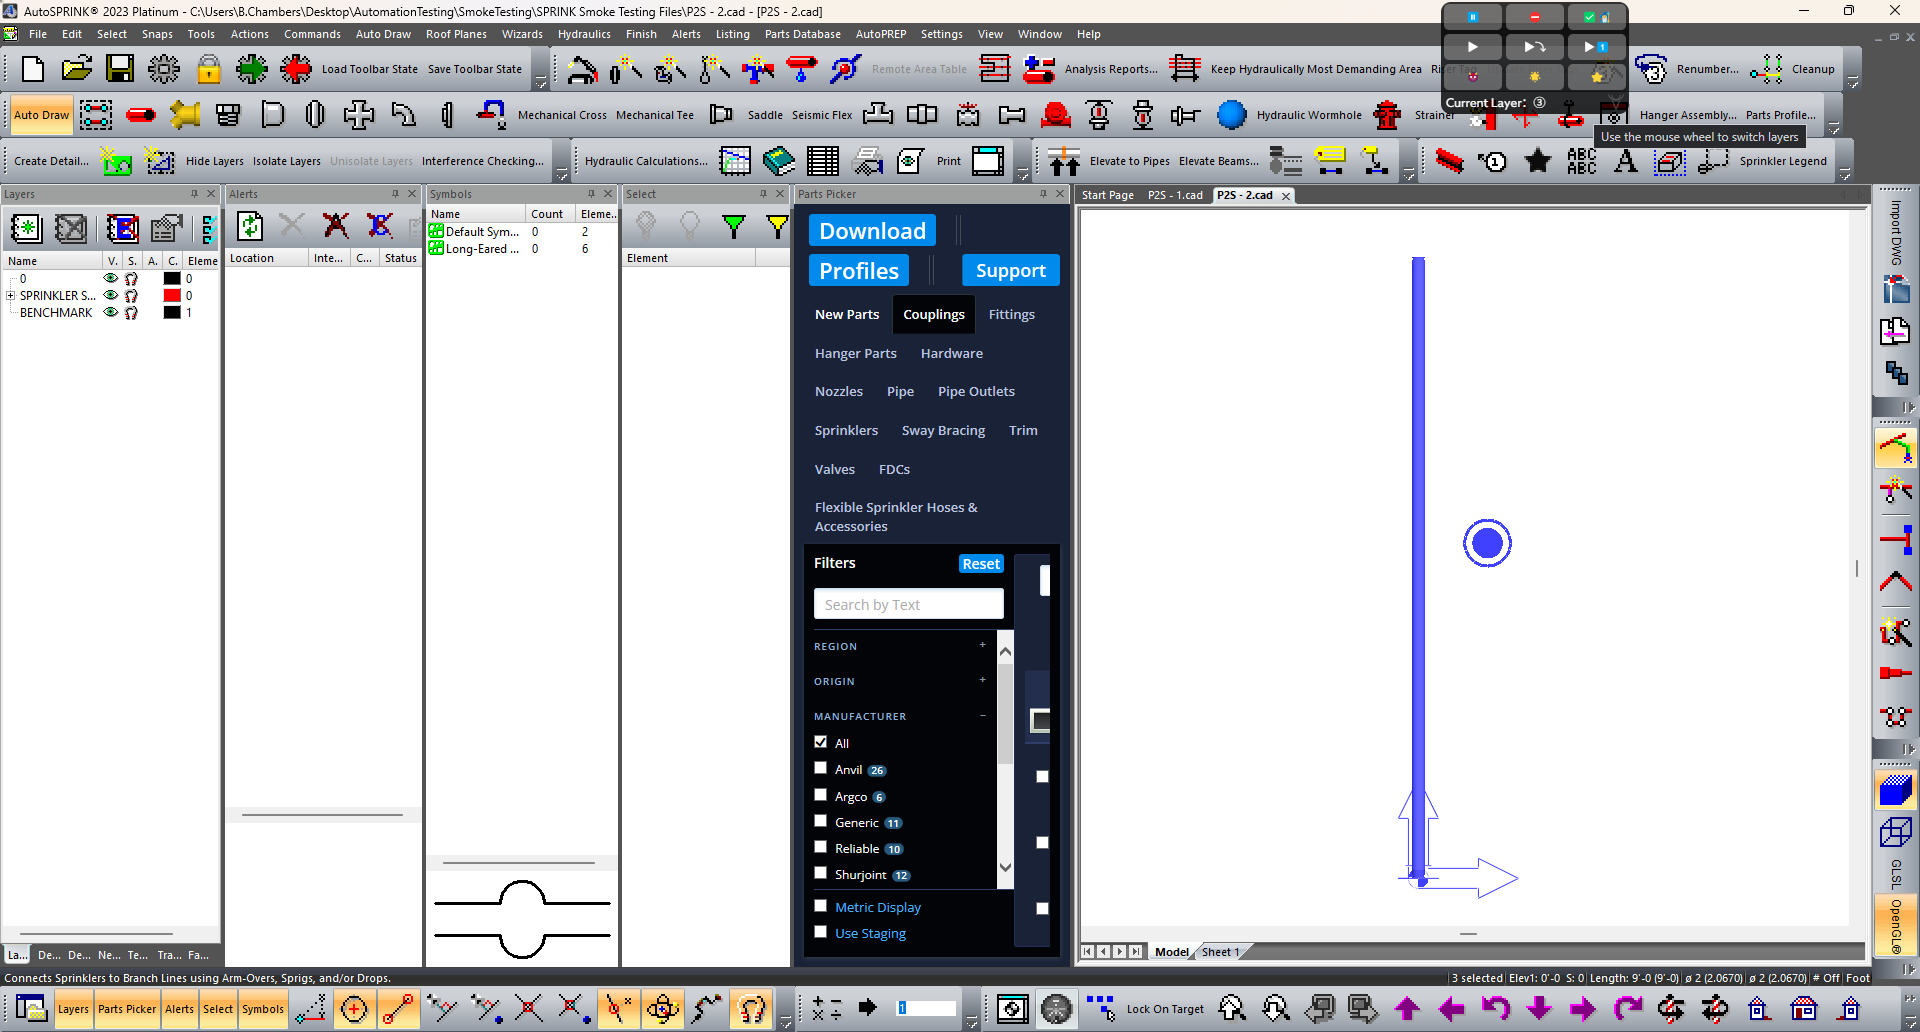 AutoSPRINK® 2023 Platinum - C:\Users\B.Chambers\Desktop\AutomationTesting\SmokeTesting\SPRINK Smoke Testing Files\P2S - 2.cad - [P2S - 2.cad]
File Edit Select Snaps Tools Actions Commands Auto Draw Roof Planes Wizards Hydraulics Finish Alerts Listing Parts Database AutoPREP Settings View Window Help
Load Toolbar State Save Toolbar State Remote Area Table Analysis Reports... Keep Hydraulically Most Demanding Area Renumber... Cleanup
Current Layer: ③
Auto Draw Mechanical Cross Mechanical Tee Saddle Seismic Flex Hydraulic Wormhole Strainer Hanger Assembly... Parts Profile...
Use the mouse wheel to switch layers
Create Detail... Hide Layers Isolate Layers Unisolate Layers Interference Checking... Hydraulic Calculations... Print Elevate to Pipes Elevate Beams... ABC ABC A Sprinkler Legend
Layers Alerts Symbols Select Parts Picker Start Page P2S - 1.cad P2S - 2.cad
Name V. S. A. C. Eleme
0 0
SPRINKLER S... 0
BENCHMARK 1
Location Inte... C... Status
Name Count Eleme..
Default Sym... 0 2
Long-Eared ... 0 6
Element
Download
Profiles Support
New Parts Couplings Fittings
Hanger Parts Hardware
Nozzles Pipe Pipe Outlets
Sprinklers Sway Bracing Trim
Valves FDCs
Flexible Sprinkler Hoses &
Accessories
Filters Reset
Search by Text
REGION +
ORIGIN +
MANUFACTURER −
All
Anvil 26
Argco 6
Generic 11
Reliable 10
Shurjoint 12
Metric Display
Use Staging
Import DWG
GLSL
OpenGL®
La... De... De... Ne... Te... Tra... Fa...
Model Sheet 1
Connects Sprinklers to Branch Lines using Arm-Overs, Sprigs, and/or Drops.
3 selected Elev1: 0'-0 S: 0 Length: 9'-0 (9'-0) ø 2 (2.0670) ø 2 (2.0670) # Off Foot
Layers Parts Picker Alerts Select Symbols 1 Lock On Target